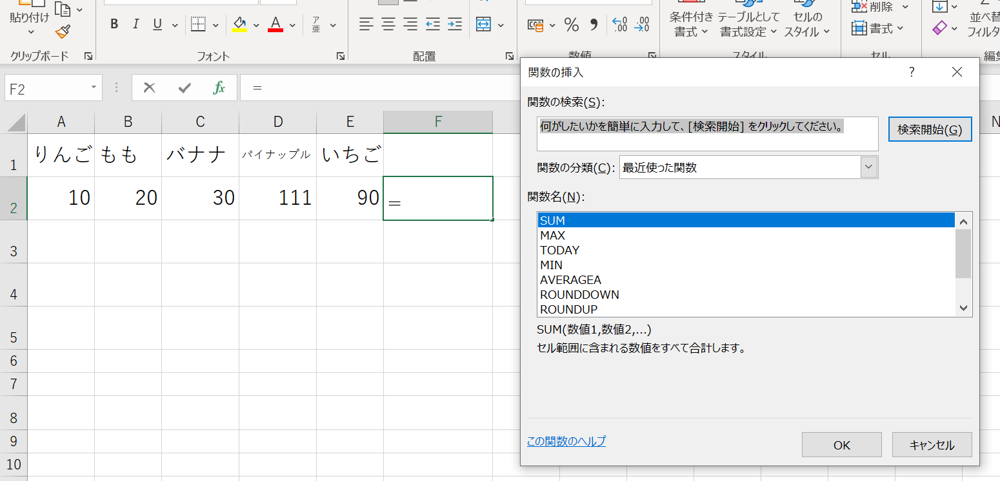 貼り付け
B I U A ア亜
% 9 ←.00 .00→0
条件付き書式 テーブルとして書式設定 セルのスタイル
削除
書式
並べ替
フィルタ
クリップボード フォント 配置 数値 スタイル セル 編集
F2 fx =
A B C D E F N
1 りんご もも バナナ パイナップル いちご
2 10 20 30 111 90 =
3
4
5
6
7
8
9
10
関数の挿入 ?
関数の検索(S):
何がしたいかを簡単に入力して、[検索開始] をクリックしてください。 検索開始(G)
関数の分類(C): 最近使った関数
関数名(N):
SUM
MAX
TODAY
MIN
AVERAGEA
ROUNDDOWN
ROUNDUP
SUM(数値1,数値2,...)
セル範囲に含まれる数値をすべて合計します。
この関数のヘルプ OK キャンセル